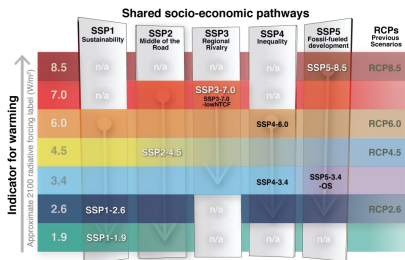 Shared socio-economic pathways
SSP1
Sustainability
SSP2
Middle of the
Road
SSP3
Regional
Rivalry
SSP4
Inequality
SSP5
Fossil-fueled
development
RCPs
Previous
Scenarios
Indicator for warming
Approximate 2100 radiative forcing label (W/m²)
8.5 n/a n/a n/a SSP5-8.5 RCP8.5
7.0 n/a SSP3-7.0 n/a
SSP3-7.0
-lowNTCF
6.0 SSP4-6.0 RCP6.0
4.5 SSP2-4.5 RCP4.5
3.4 SSP4-3.4 SSP5-3.4
-OS
2.6 SSP1-2.6 n/a n/a RCP2.6
1.9 SSP1-1.9 n/a n/a